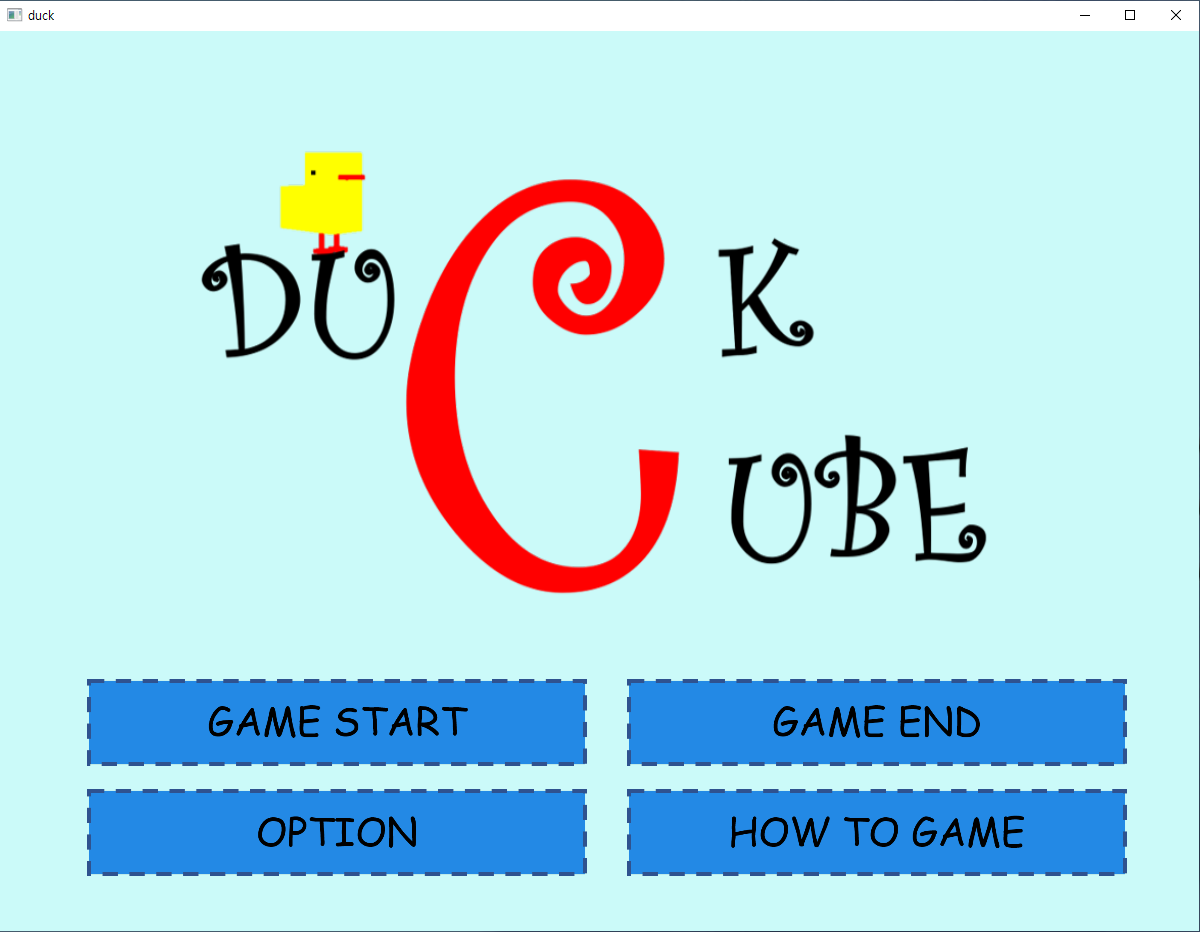 duck
DUCK
CUBE
GAME START
GAME END
OPTION
HOW TO GAME